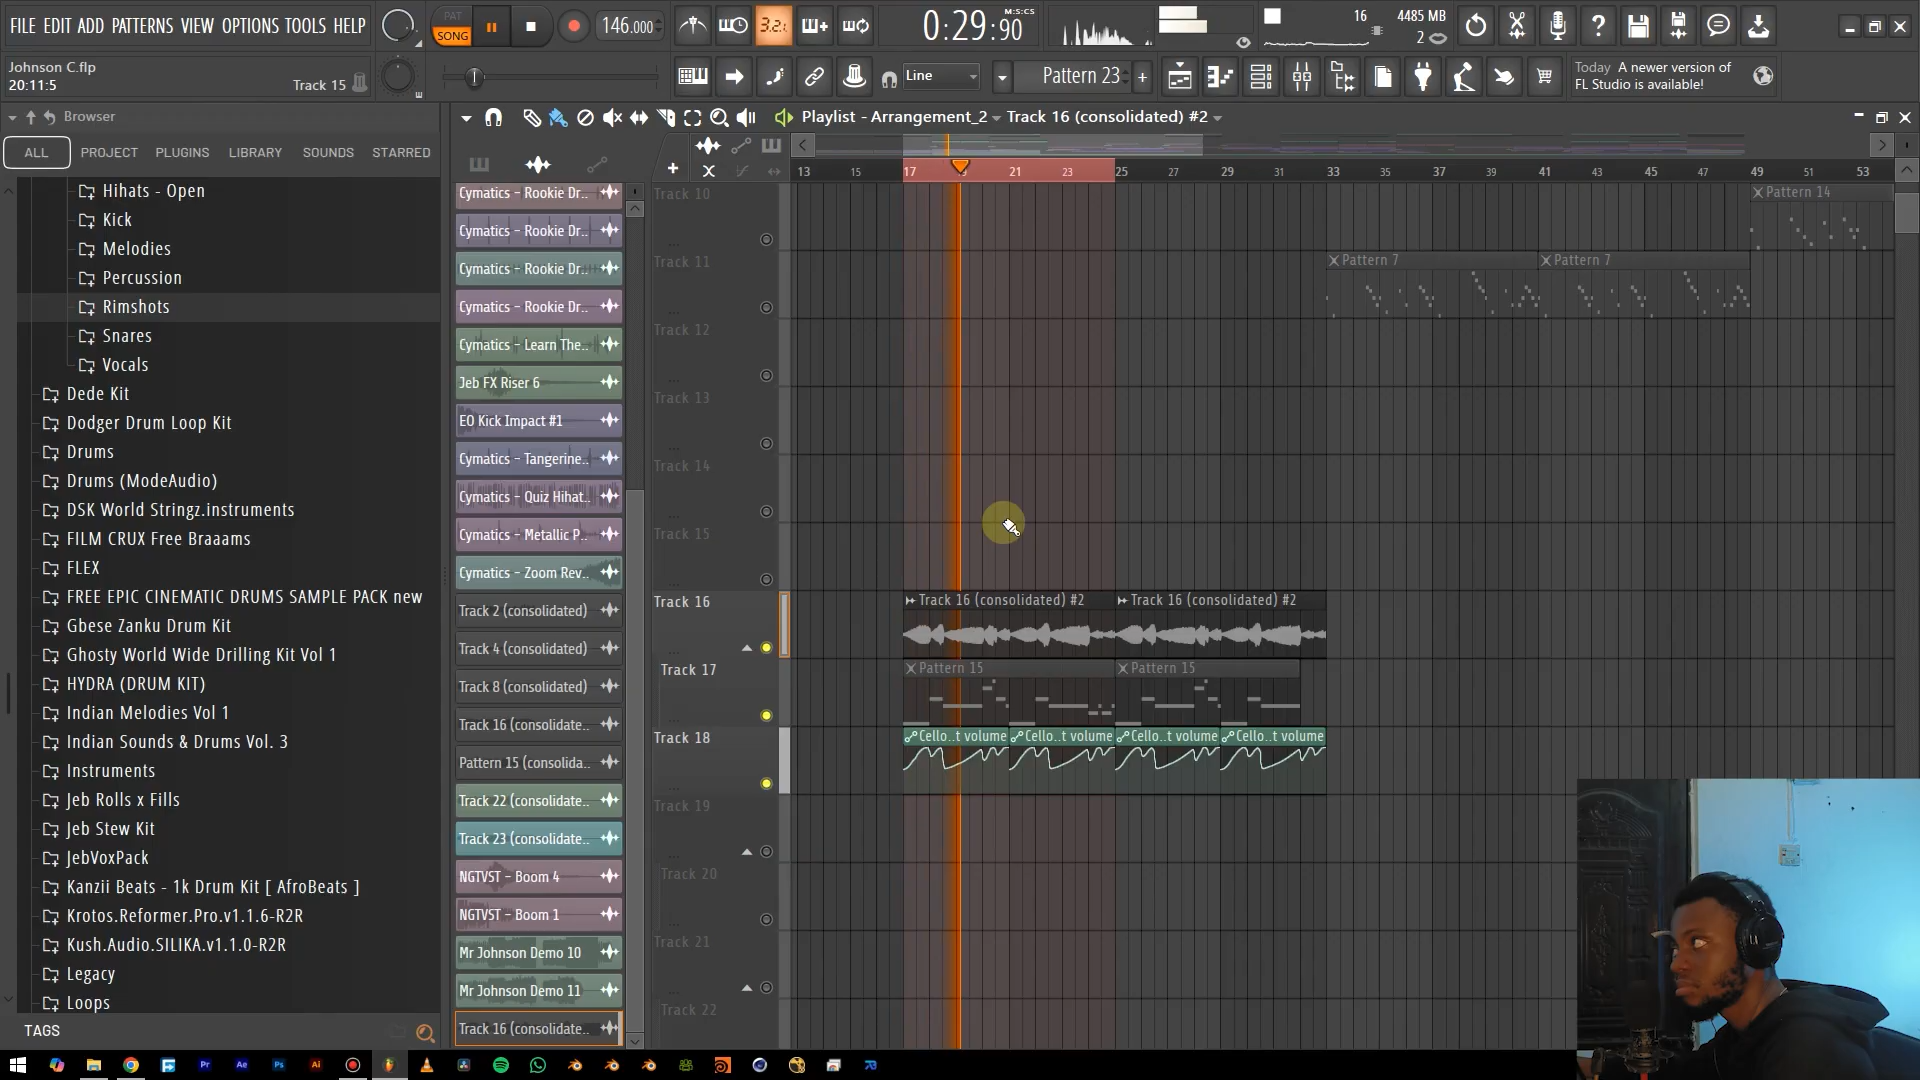 FILE EDIT ADD PATTERNS VIEW OPTIONS TOOLS HELP
PAT
SONG
146.000
3.2.1
0:29:90
M:S:CS
16
4485 MB
2
Johnson C.flp
20:11:5
Track 15
Line
Pattern 23
Today A newer version of
FL Studio is available!
Browser
Playlist - Arrangement_2
Track 16 (consolidated) #2
ALL
PROJECT
PLUGINS
LIBRARY
SOUNDS
STARRED
13
15
17
19
21
23
25
27
29
31
33
35
37
39
41
43
45
47
49
51
53
Hihats - Open
Kick
Melodies
Percussion
Rimshots
Snares
Vocals
Dede Kit
Dodger Drum Loop Kit
Drums
Drums (ModeAudio)
DSK World Stringz.instruments
FILM CRUX Free Braaams
FLEX
FREE EPIC CINEMATIC DRUMS SAMPLE PACK new
Gbese Zanku Drum Kit
Ghosty World Wide Drilling Kit Vol 1
HYDRA (DRUM KIT)
Indian Melodies Vol 1
Indian Sounds & Drums Vol. 3
Instruments
Jeb Rolls x Fills
Jeb Stew Kit
JebVoxPack
Kanzii Beats - 1k Drum Kit [ AfroBeats ]
Krotos.Reformer.Pro.v1.1.6-R2R
Kush.Audio.SILIKA.v1.1.0-R2R
Legacy
Loops
TAGS
Cymatics - Rookie Dr..
Cymatics - Rookie Dr..
Cymatics - Rookie Dr..
Cymatics - Rookie Dr..
Cymatics - Learn The..
Jeb FX Riser 6
EO Kick Impact #1
Cymatics - Tangerine..
Cymatics - Quiz Hihat..
Cymatics - Metallic P..
Cymatics - Zoom Rev..
Track 2 (consolidated)
Track 4 (consolidated)
Track 8 (consolidated)
Track 16 (consolidate..
Pattern 15 (consolida..
Track 22 (consolidate..
Track 23 (consolidate..
NGTVST - Boom 4
NGTVST - Boom 1
Mr Johnson Demo 10
Mr Johnson Demo 11
Track 16 (consolidate..
Track 10
Pattern 14
Track 11
Pattern 7
Pattern 7
Track 12
Track 13
Track 14
Track 15
Track 16
Track 16 (consolidated) #2
Track 16 (consolidated) #2
Track 17
Pattern 15
Pattern 15
Track 18
Cello..t volume
Cello..t volume
Cello..t volume
Cello..t volume
Track 19
Track 20
Track 21
Track 22
Pr
Ae
Ps
Ai